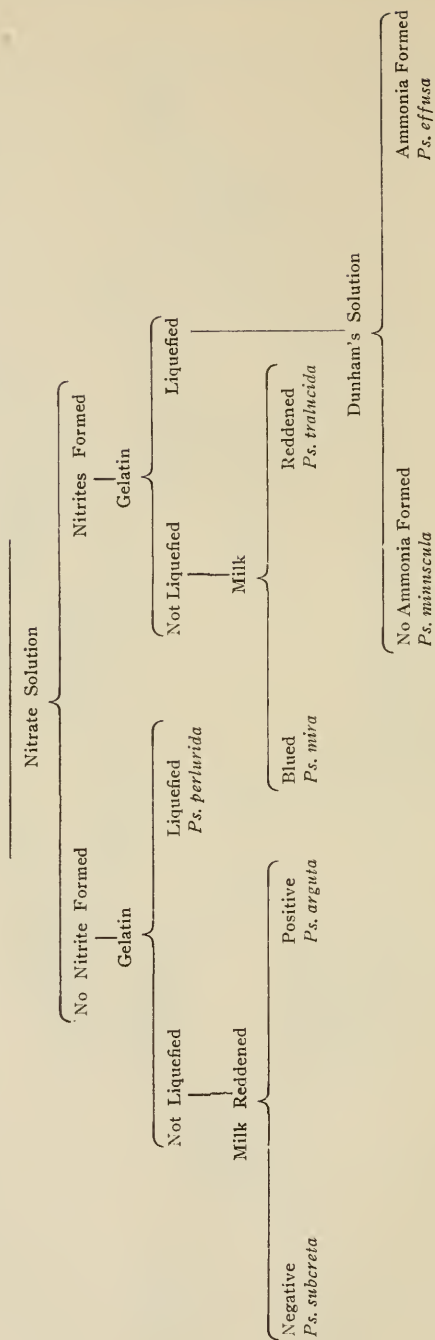 Nitrate Solution
No Nitrite Formed
Nitrites Formed
Gelatin
Gelatin
Not Liquefied
Liquefied
Ps. perlurida
Not Liquefied
Liquefied
Milk Reddened
Milk
Negative
Ps. subcreta
Positive
Ps. arguta
Blued
Ps. mira
Reddened
Ps. tralucida
Dunham's Solution
No Ammonia Formed
Ps. minnscula
Ammonia Formed
Ps. effusa